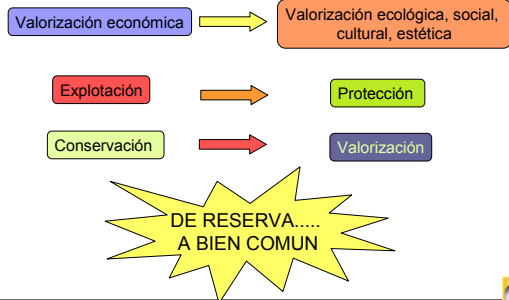 Valorización económica
Valorización ecológica, social,
cultural, estética
Explotación
Protección
Conservación
Valorización
DE RESERVA.....
A BIEN COMUN